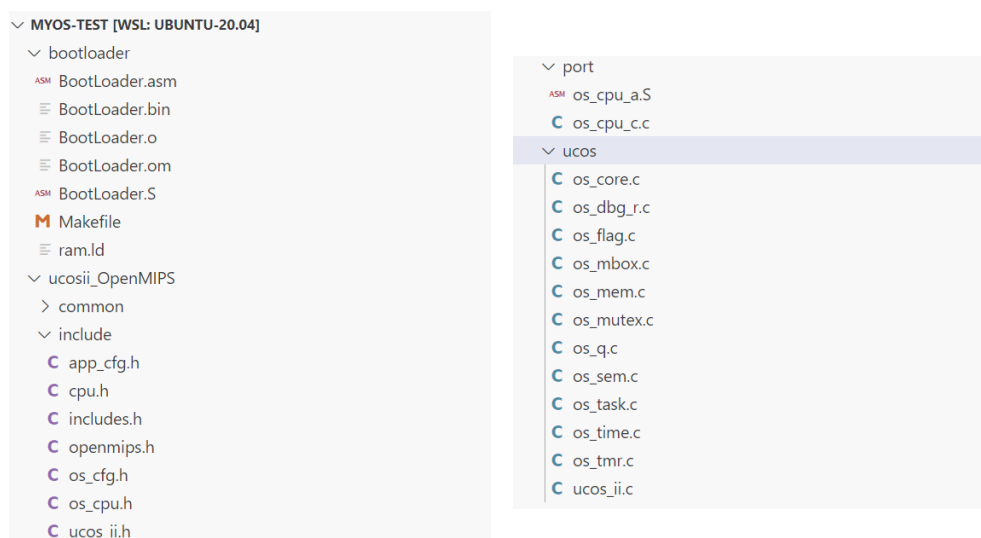 MYOS-TEST [WSL: UBUNTU-20.04]
bootloader
ASM BootLoader.asm
BootLoader.bin
BootLoader.o
BootLoader.om
ASM BootLoader.S
M Makefile
ram.ld
ucosii_OpenMIPS
common
include
C app_cfg.h
C cpu.h
C includes.h
C openmips.h
C os_cfg.h
C os_cpu.h
C ucos_ii.h
port
ASM os_cpu_a.S
C os_cpu_c.c
ucos
C os_core.c
C os_dbg_r.c
C os_flag.c
C os_mbox.c
C os_mem.c
C os_mutex.c
C os_q.c
C os_sem.c
C os_task.c
C os_time.c
C os_tmr.c
C ucos_ii.c